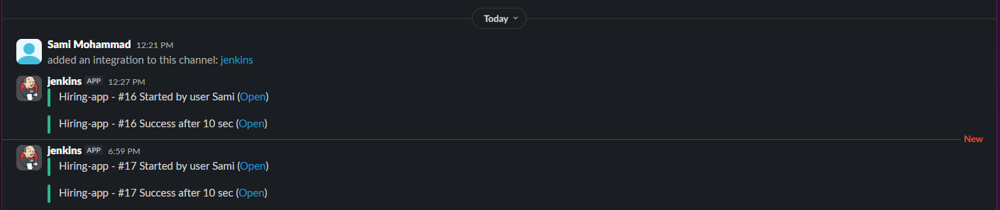 Today
Sami Mohammad 12:21 PM
added an integration to this channel: jenkins
jenkins APP 12:27 PM
Hiring-app - #16 Started by user Sami (Open)
Hiring-app - #16 Success after 10 sec (Open)
New
jenkins APP 6:59 PM
Hiring-app - #17 Started by user Sami (Open)
Hiring-app - #17 Success after 10 sec (Open)